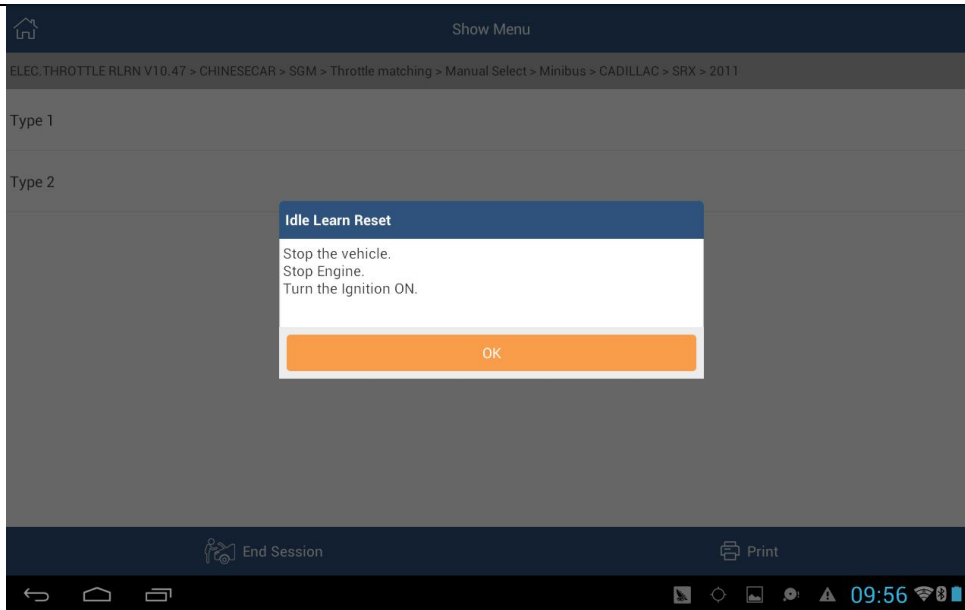 Show Menu
ELEC.THROTTLE RLRN V10.47 > CHINESECAR > SGM > Throttle matching > Manual Select > Minibus > CADILLAC > SRX > 2011
Type 1
Type 2
Idle Learn Reset
Stop the vehicle.
Stop Engine.
Turn the Ignition ON.
OK
End Session
Print
09:56